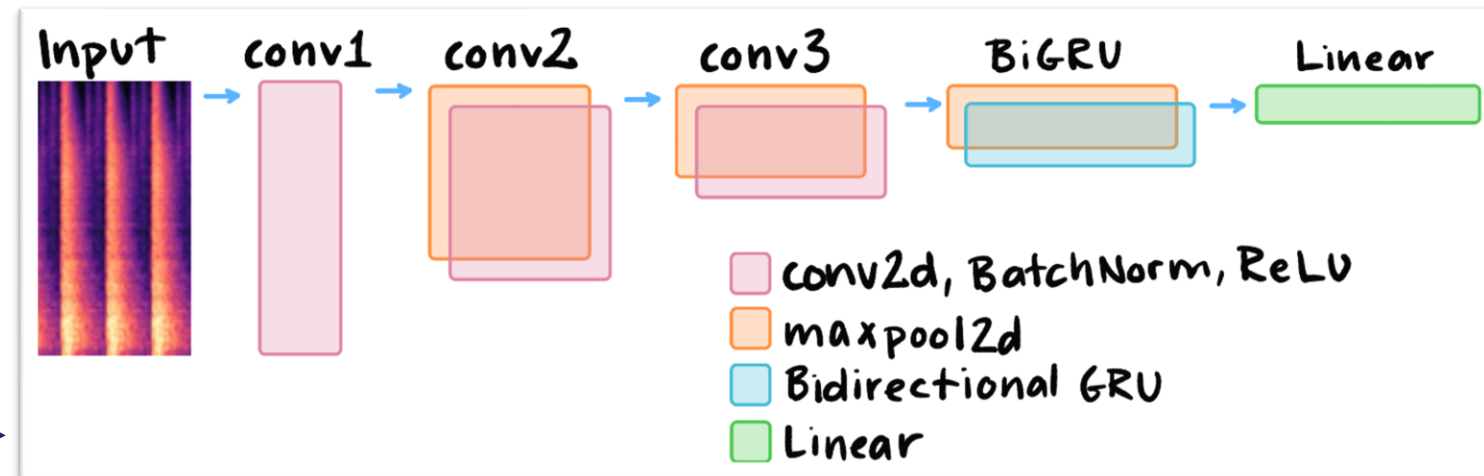 Input conv1 conv2 conv3 BiGRU Linear
conv2d, BatchNorm, ReLU
maxpool2d
Bidirectional GRU
Linear